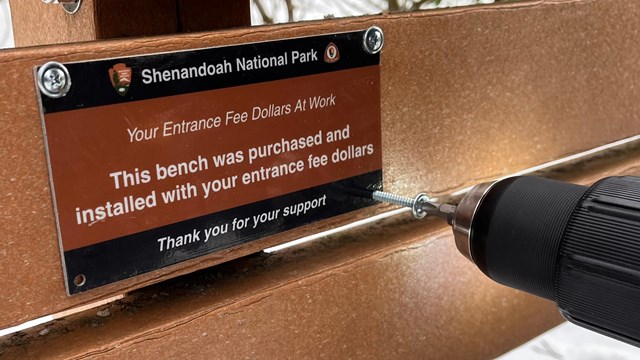 Shenandoah National Park
Your Entrance Fee Dollars At Work
This bench was purchased and
installed with your entrance fee dollars
Thank you for your support